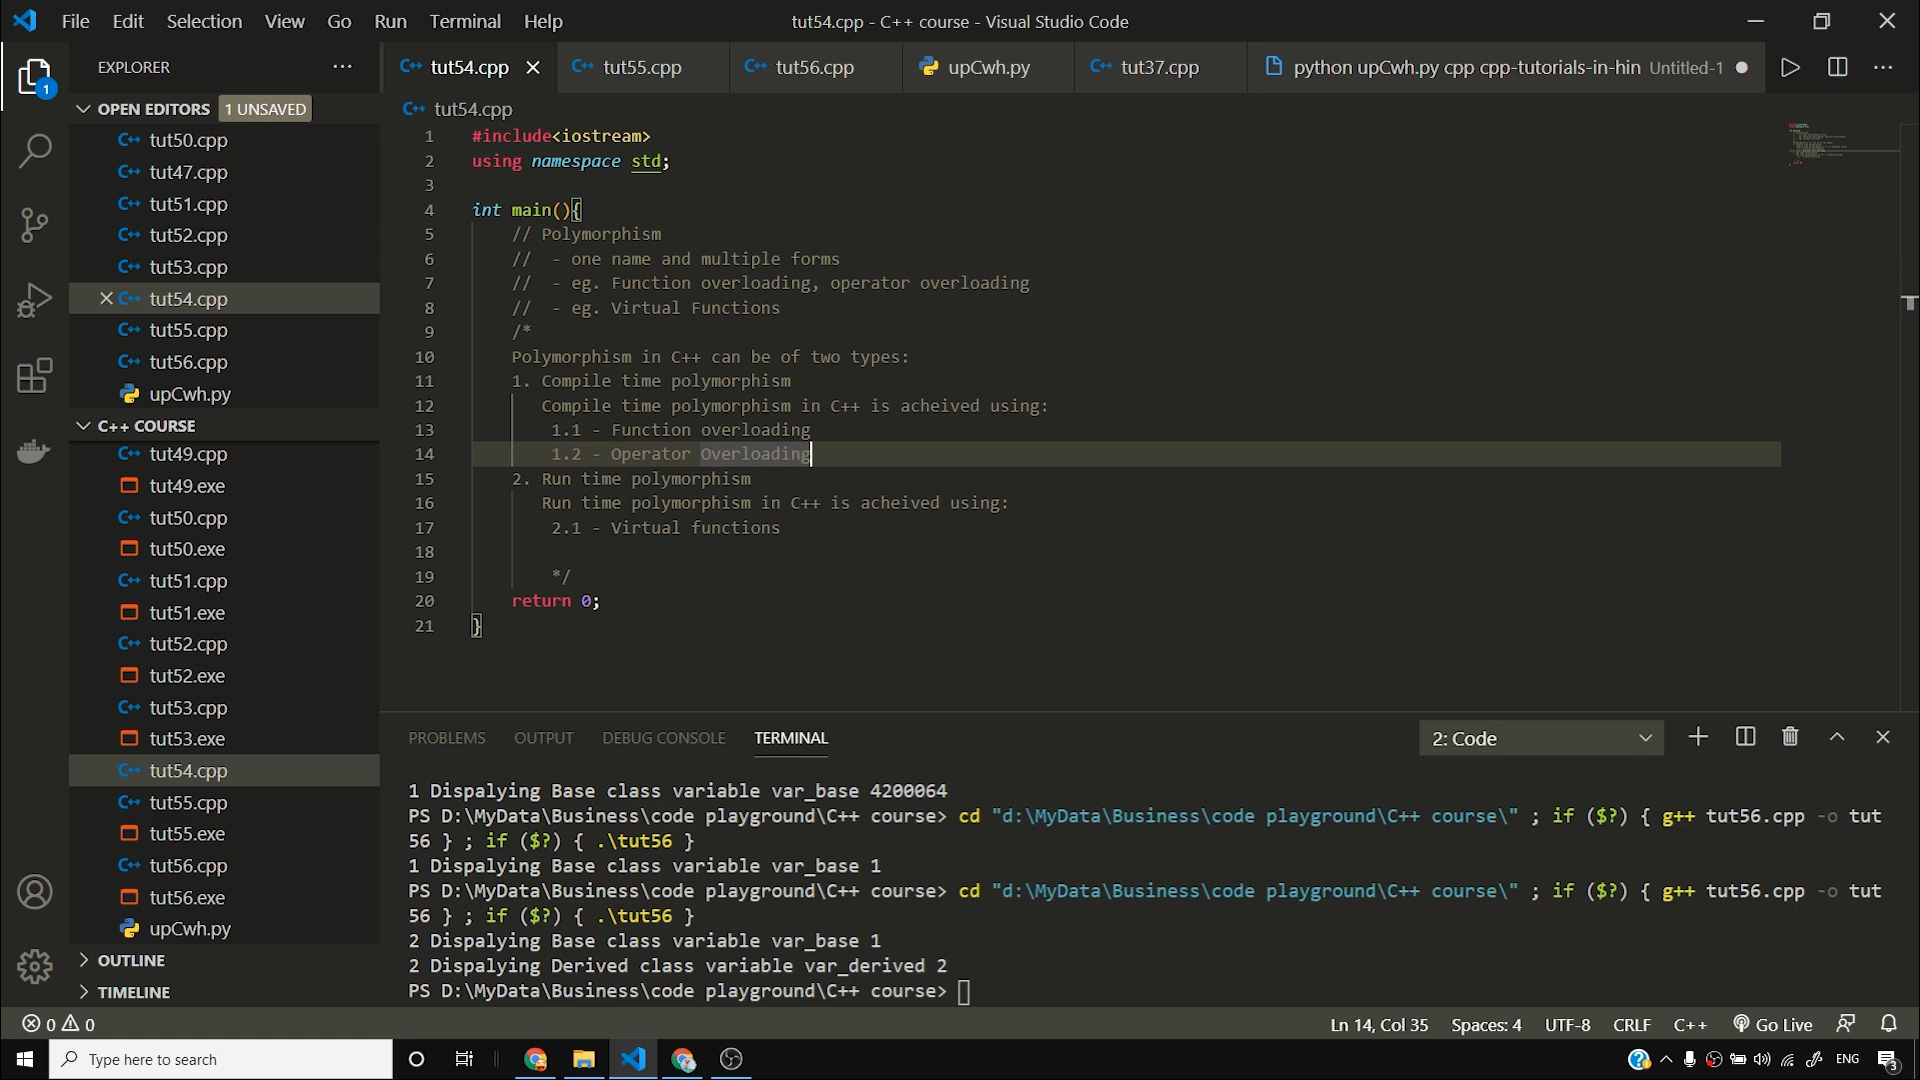 File Edit Selection View Go Run Terminal Help
tut54.cpp - C++ course - Visual Studio Code
EXPLORER
OPEN EDITORS 1 UNSAVED
tut50.cpp
tut47.cpp
tut51.cpp
tut52.cpp
tut53.cpp
tut54.cpp
tut55.cpp
tut56.cpp
upCwh.py
C++ COURSE
tut49.cpp
tut49.exe
tut50.cpp
tut50.exe
tut51.cpp
tut51.exe
tut52.cpp
tut52.exe
tut53.cpp
tut53.exe
tut54.cpp
tut55.cpp
tut55.exe
tut56.cpp
tut56.exe
upCwh.py
OUTLINE
TIMELINE
tut54.cpp tut55.cpp tut56.cpp upCwh.py tut37.cpp python upCwh.py cpp cpp-tutorials-in-hin Untitled-1
tut54.cpp
1 #include<iostream>
2 using namespace std;
3
4 int main(){
5 // Polymorphism
6 // - one name and multiple forms
7 // - eg. Function overloading, operator overloading
8 // - eg. Virtual Functions
9 /*
10 Polymorphism in C++ can be of two types:
11 1. Compile time polymorphism
12 Compile time polymorphism in C++ is acheived using:
13 1.1 - Function overloading
14 1.2 - Operator Overloading
15 2. Run time polymorphism
16 Run time polymorphism in C++ is acheived using:
17 2.1 - Virtual functions
18
19 */
20 return 0;
21 }
PROBLEMS OUTPUT DEBUG CONSOLE TERMINAL 2: Code
1 Dispalying Base class variable var_base 4200064
PS D:\MyData\Business\code playground\C++ course> cd "d:\MyData\Business\code playground\C++ course\" ; if ($?) { g++ tut56.cpp -o tut
56 } ; if ($?) { .\tut56 }
1 Dispalying Base class variable var_base 1
PS D:\MyData\Business\code playground\C++ course> cd "d:\MyData\Business\code playground\C++ course\" ; if ($?) { g++ tut56.cpp -o tut
56 } ; if ($?) { .\tut56 }
2 Dispalying Base class variable var_base 1
2 Dispalying Derived class variable var_derived 2
PS D:\MyData\Business\code playground\C++ course>
0 0 Ln 14, Col 35 Spaces: 4 UTF-8 CRLF C++ Go Live
Type here to search ENG 3